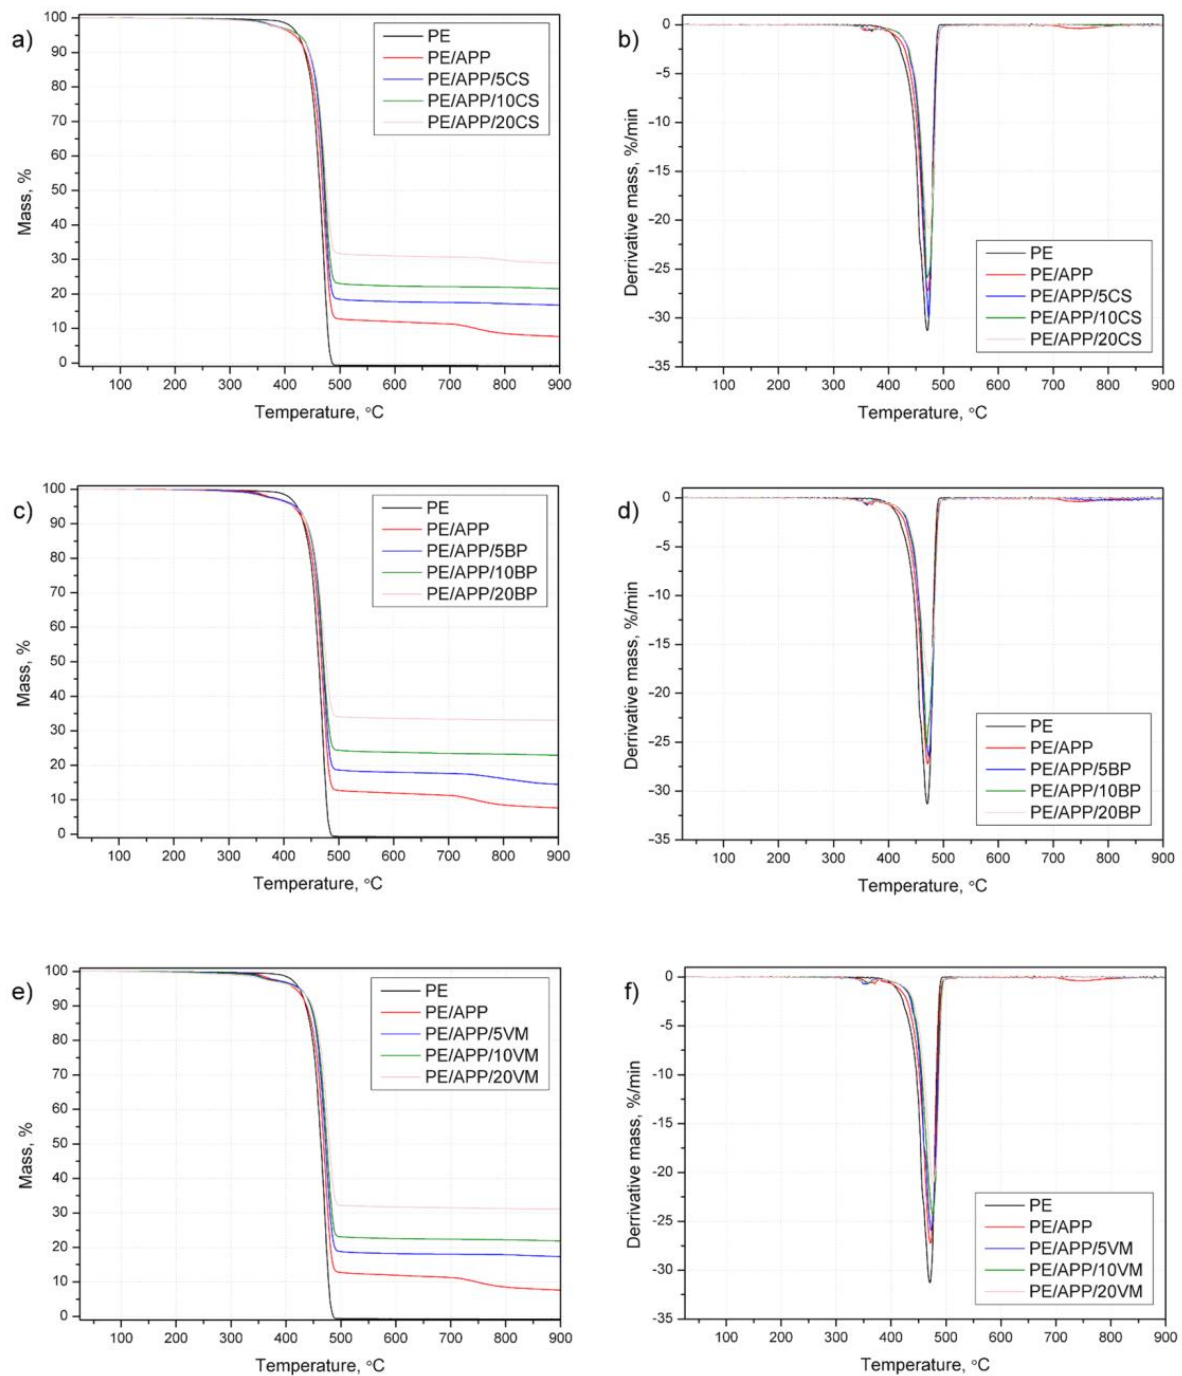 a)
100
90
80
70
60
50
40
30
20
10
0
Mass, %
PE
PE/APP
PE/APP/5CS
PE/APP/10CS
PE/APP/20CS
100 200 300 400 500 600 700 800 900
Temperature, °C
b)
0
-5
-10
-15
-20
-25
-30
-35
Derrivative mass, %/min
PE
PE/APP
PE/APP/5CS
PE/APP/10CS
PE/APP/20CS
100 200 300 400 500 600 700 800 900
Temperature, °C
c)
100
90
80
70
60
50
40
30
20
10
0
Mass, %
PE
PE/APP
PE/APP/5BP
PE/APP/10BP
PE/APP/20BP
100 200 300 400 500 600 700 800 900
Temperature, °C
d)
0
-5
-10
-15
-20
-25
-30
-35
Derrivative mass, %/min
PE
PE/APP
PE/APP/5BP
PE/APP/10BP
PE/APP/20BP
100 200 300 400 500 600 700 800 900
Temperature, °C
e)
100
90
80
70
60
50
40
30
20
10
0
Mass, %
PE
PE/APP
PE/APP/5VM
PE/APP/10VM
PE/APP/20VM
100 200 300 400 500 600 700 800 900
Temperature, °C
f)
0
-5
-10
-15
-20
-25
-30
-35
Derrivative mass, %/min
PE
PE/APP
PE/APP/5VM
PE/APP/10VM
PE/APP/20VM
100 200 300 400 500 600 700 800 900
Temperature, °C